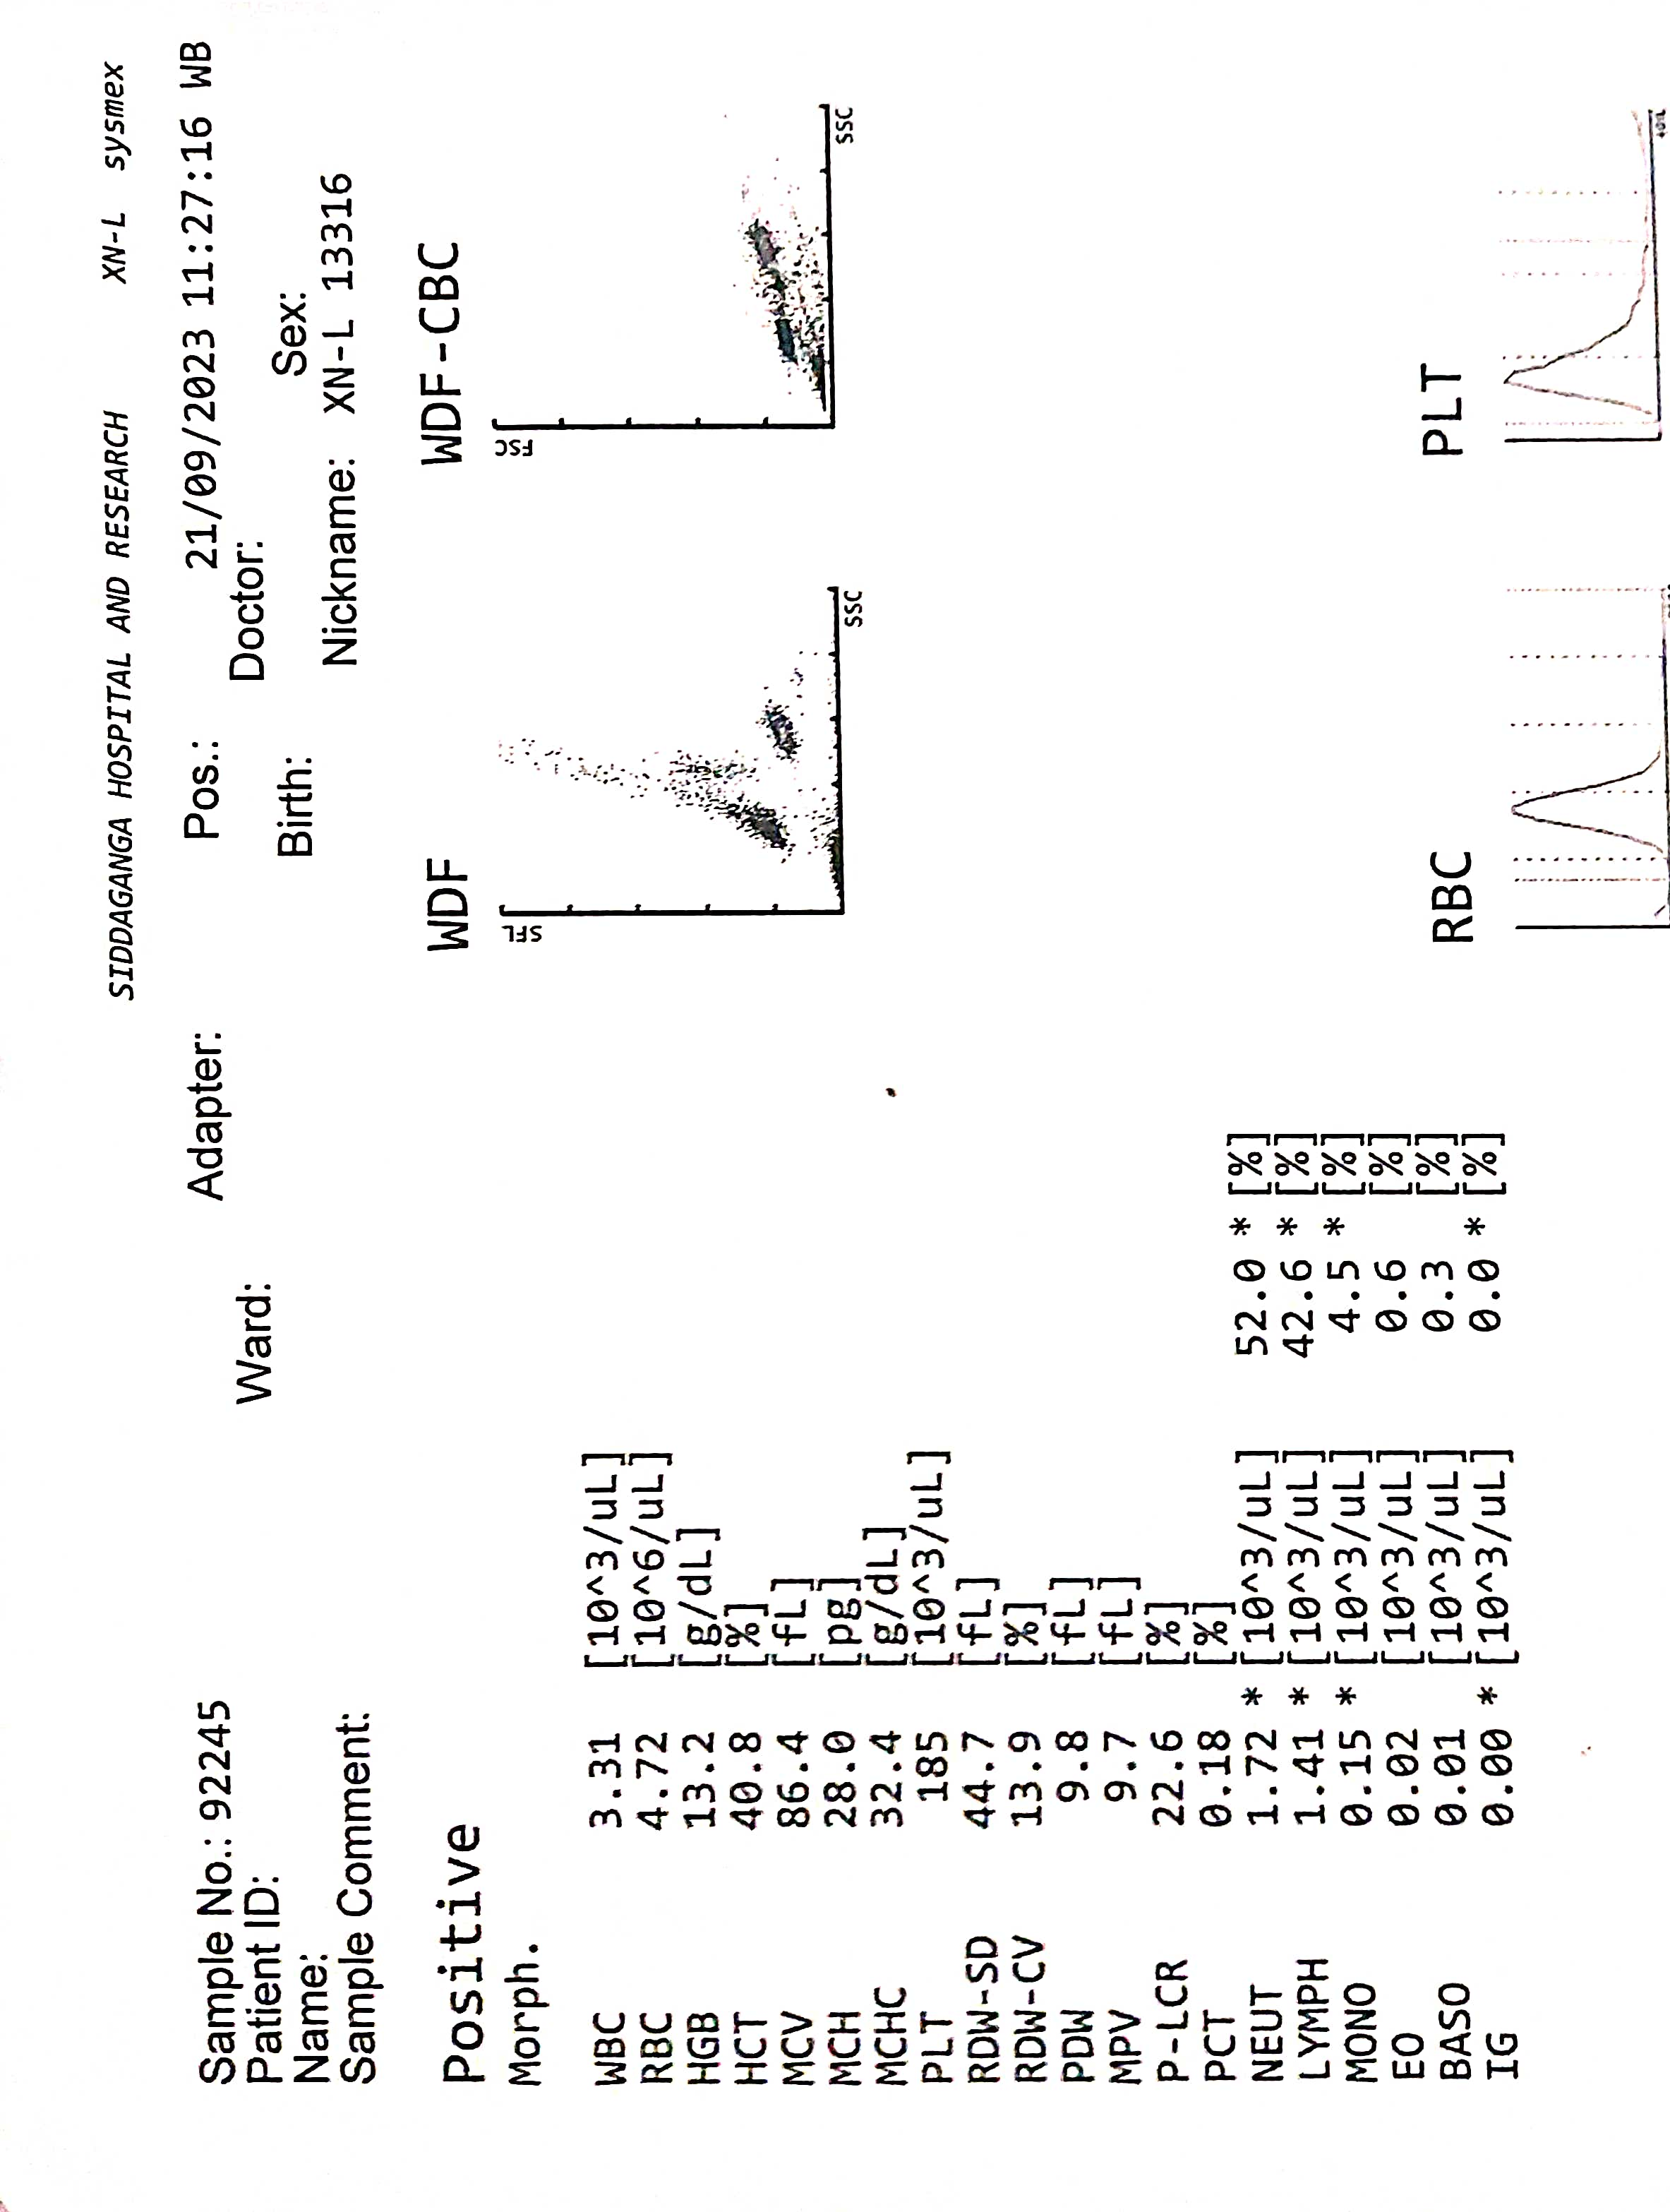 SIDDAGANGA HOSPITAL AND RESEARCH XN-L sysmex
Sample No.: 92245 Adapter: Pos.: 21/09/2023 11:27:16 WB
Patient ID: Ward: Doctor:
Name: Birth: Sex:
Sample Comment: Nickname: XN-L 13316
Positive
Morph.
WDF WDF-CBC
SFL FSC
SSC SSC
WBC 3.31 [10^3/uL]
RBC 4.72 [10^6/uL]
HGB 13.2 [g/dL]
HCT 40.8 [%]
MCV 86.4 [fL]
MCH 28.0 [pg]
MCHC 32.4 [g/dL]
PLT 185 [10^3/uL]
RDW-SD 44.7 [fL]
RDW-CV 13.9 [%]
PDW 9.8 [fL]
MPV 9.7 [fL]
P-LCR 22.6 [%]
PCT 0.18 [%]
NEUT 1.72 * [10^3/uL] 52.0 * [%]
LYMPH 1.41 * [10^3/uL] 42.6 * [%]
MONO 0.15 * [10^3/uL] 4.5 * [%]
EO 0.02 [10^3/uL] 0.6 [%]
BASO 0.01 [10^3/uL] 0.3 [%]
IG 0.00 * [10^3/uL] 0.0 * [%]
RBC PLT